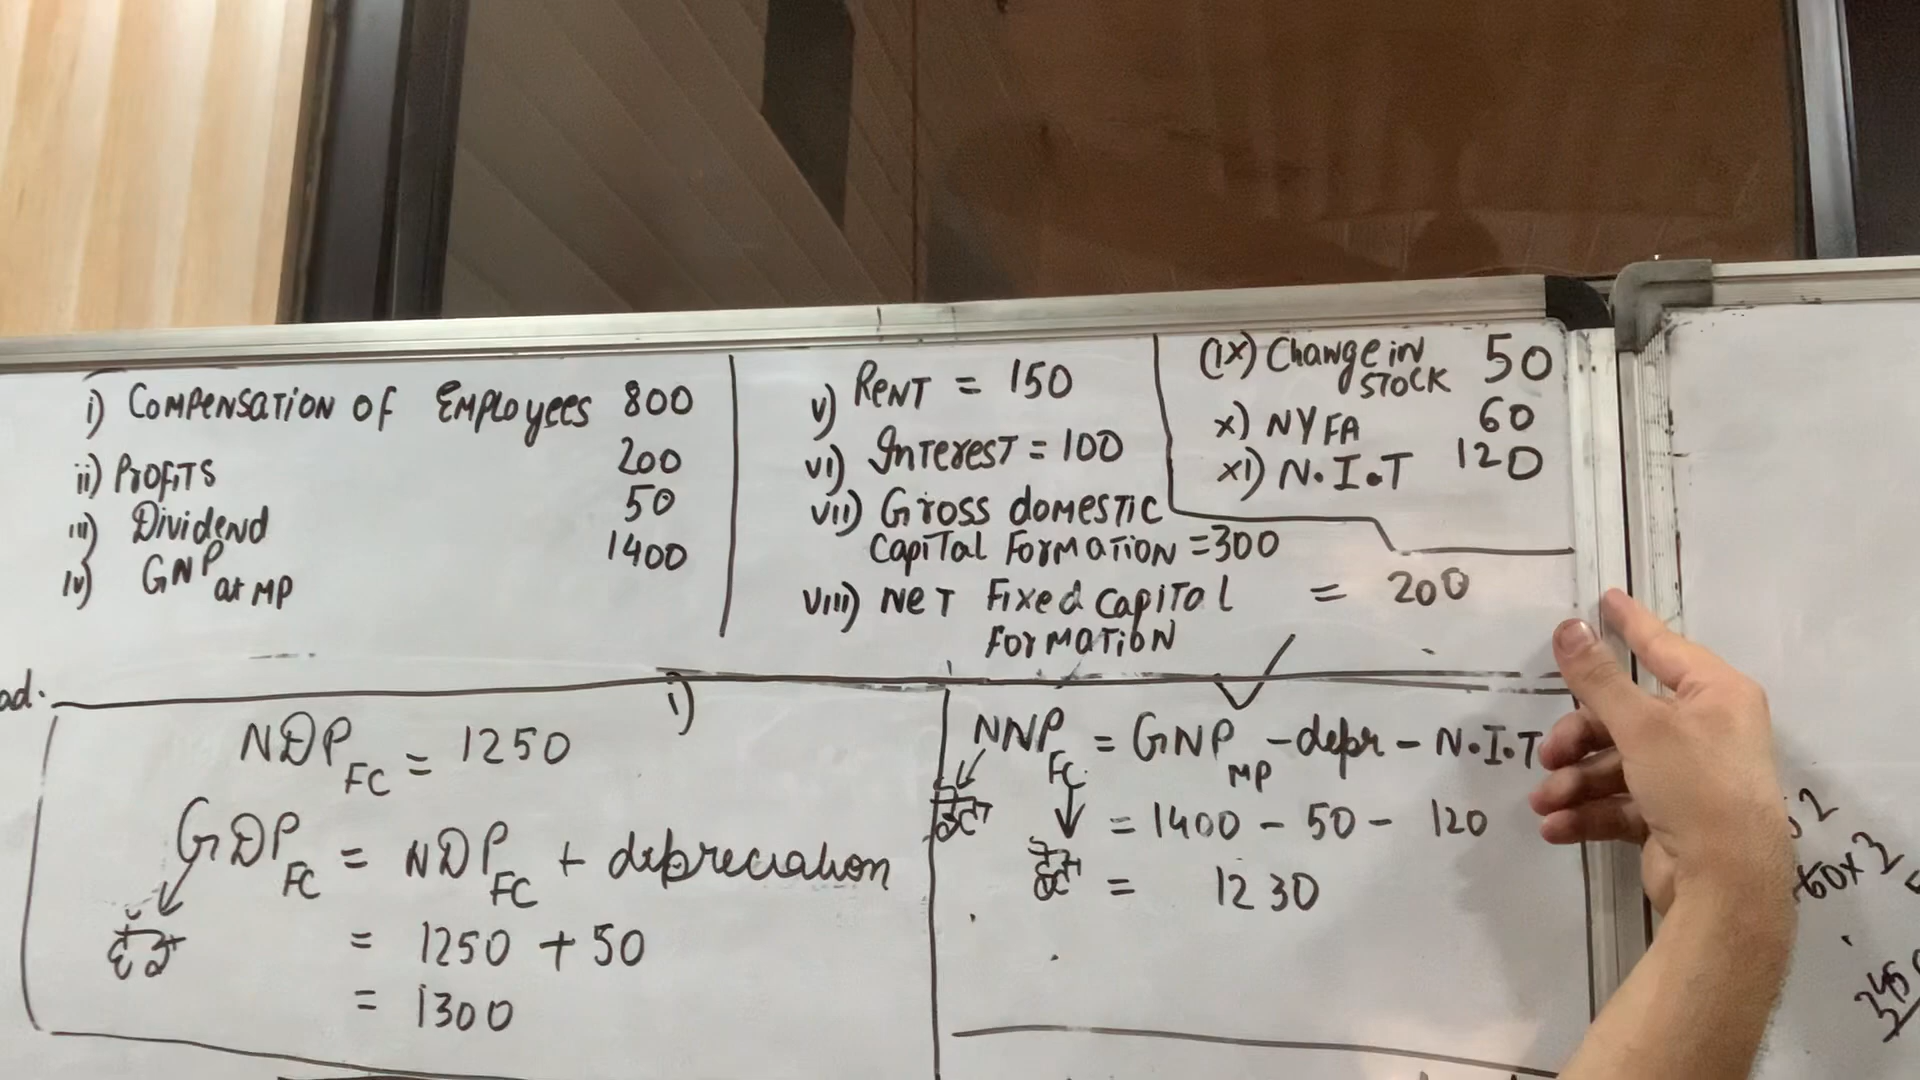 i) Compensation of Employees 800
ii) Profits 200
iii) Dividend 50
iv) GNP at MP 1400
v) Rent = 150
vi) Interest = 100
vii) Gross domestic
Capital Formation = 300
viii) Net Fixed Capital = 200
Formation
(ix) Change in 50
Stock
x) NYFA 60
xi) N.I.T 120
ad.
i)
NDP FC = 1250
GDP FC = NDP FC + depreciation
= 1250 + 50
= 1300
NNP FC = GNP MP - depr - N.I.T
= 1400 - 50 - 120
= 1230
60x3